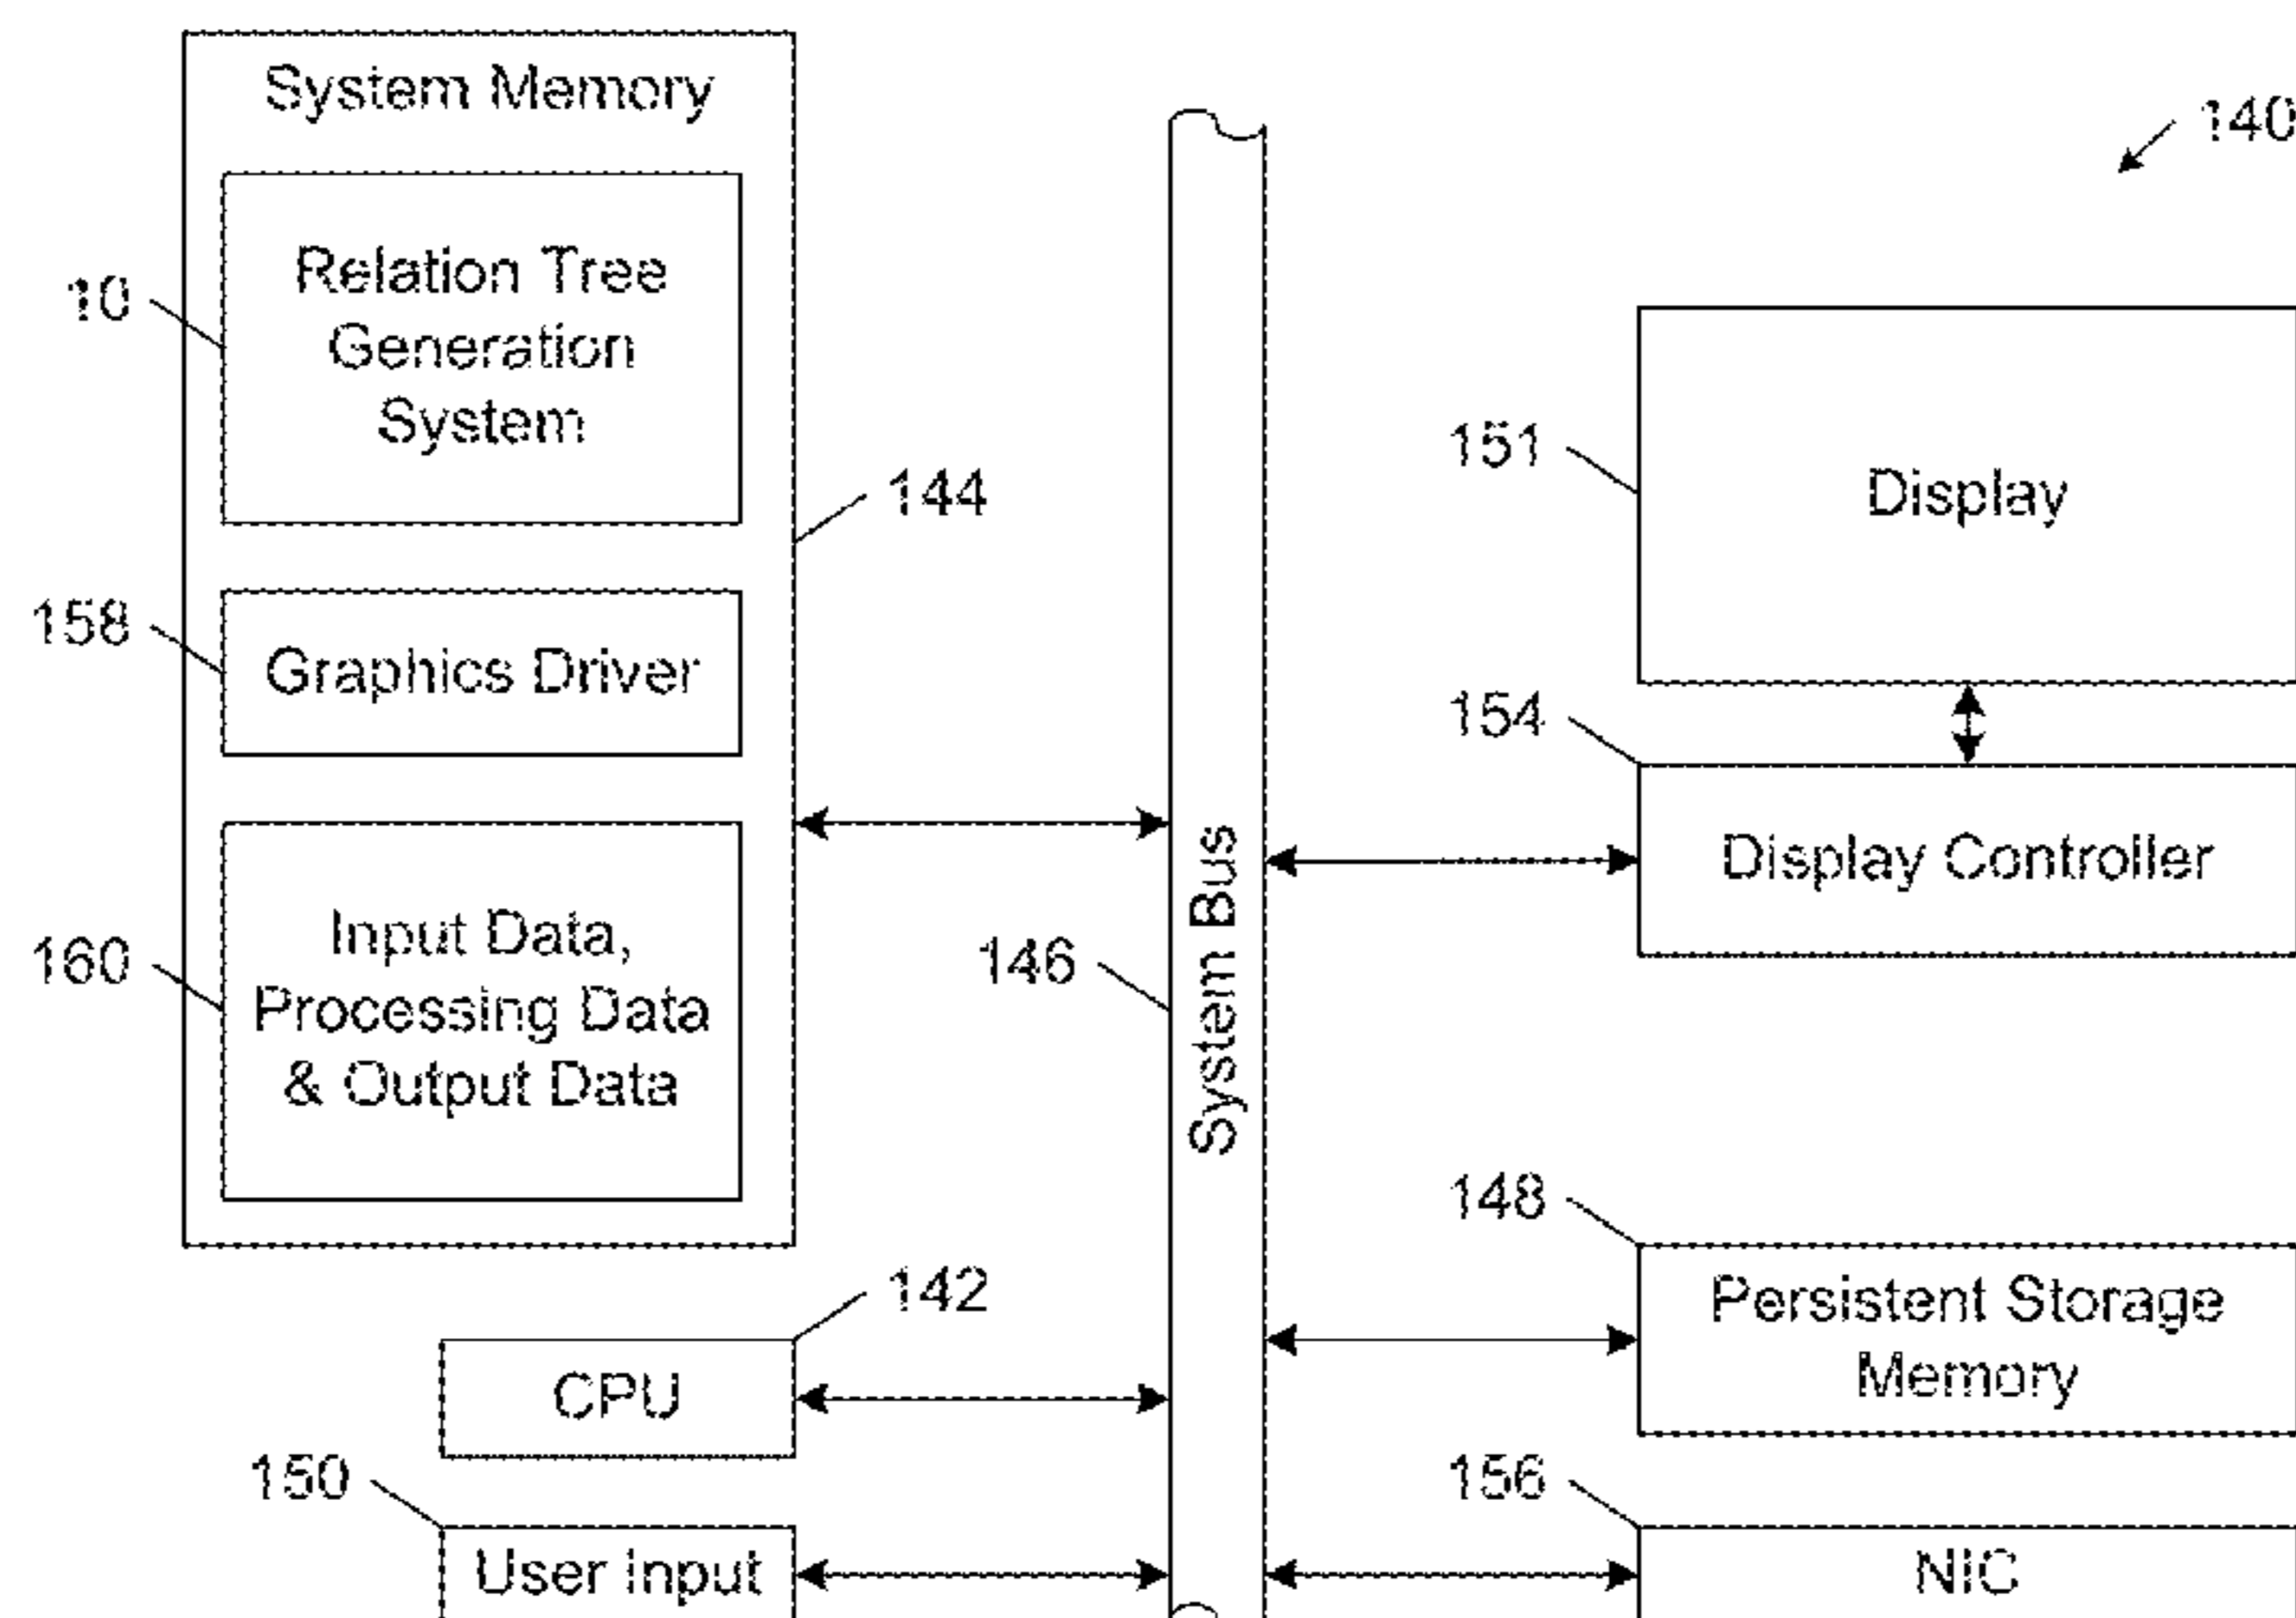 System Memory
140
Relation Tree
Generation
System
10
144
151
Display
158
Graphics Driver
154
Display Controller
Input Data,
Processing Data
& Output Data
160
146
System Bus
148
Persistent Storage
Memory
142
CPU
150
User Input
156
NIC